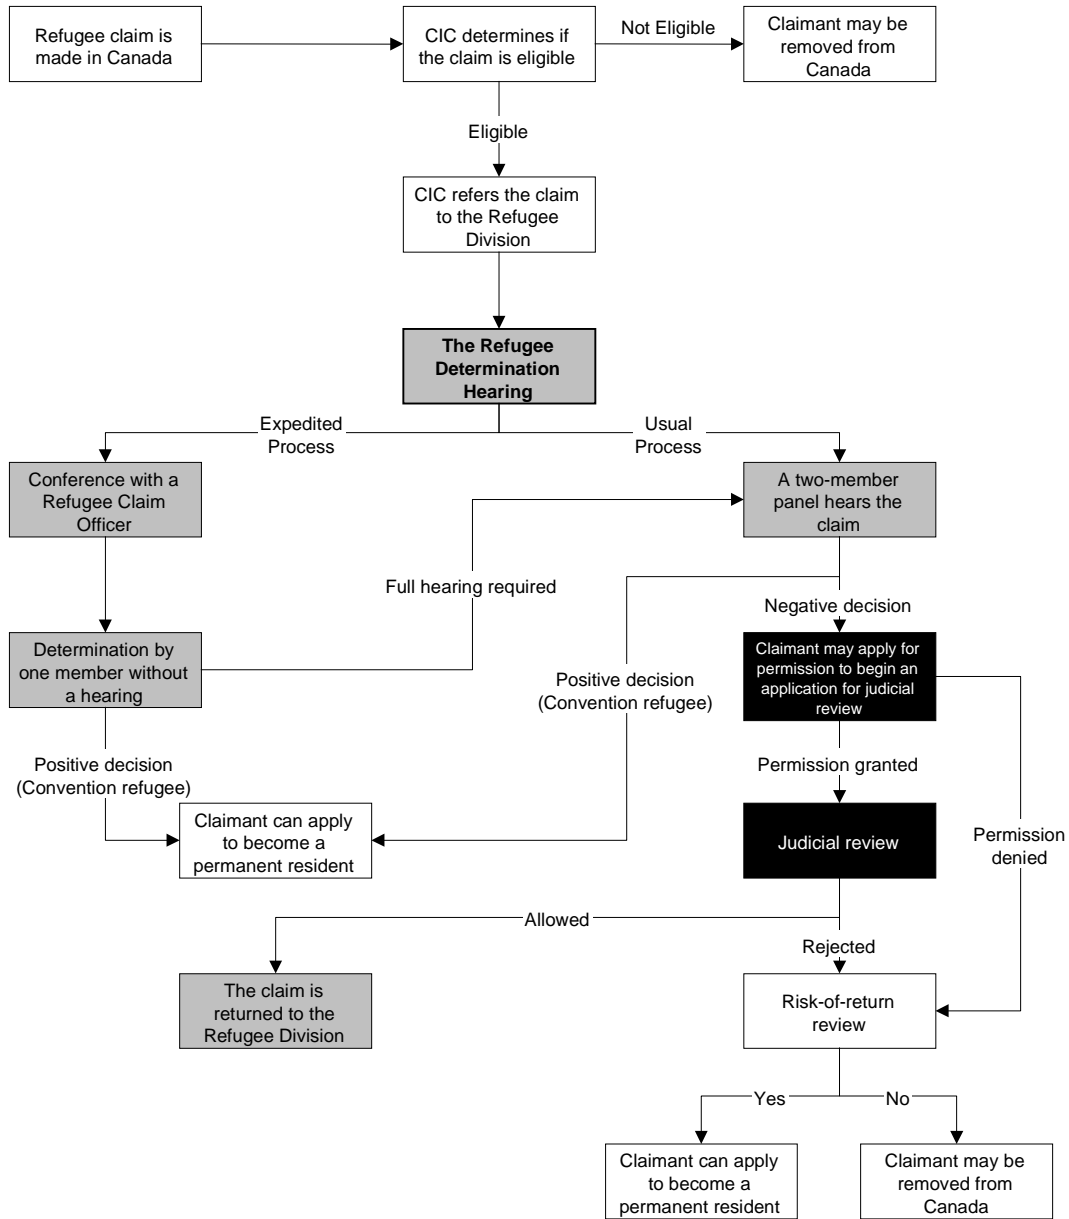 Refugee claim is
made in Canada
CIC determines if
the claim is eligible
Not Eligible
Claimant may be
removed from
Canada
Eligible
CIC refers the claim
to the Refugee
Division
The Refugee
Determination
Hearing
Expedited
Process
Usual
Process
Conference with a
Refugee Claim
Officer
A two-member
panel hears the
claim
Full hearing required
Negative decision
Determination by
one member without
a hearing
Claimant may apply for
permission to begin an
application for judicial
review
Positive decision
(Convention refugee)
Positive decision
(Convention refugee)
Permission granted
Claimant can apply
to become a
permanent resident
Judicial review
Permission
denied
Allowed
Rejected
The claim is
returned to the
Refugee Division
Risk-of-return
review
Yes
No
Claimant can apply
to become a
permanent resident
Claimant may be
removed from
Canada